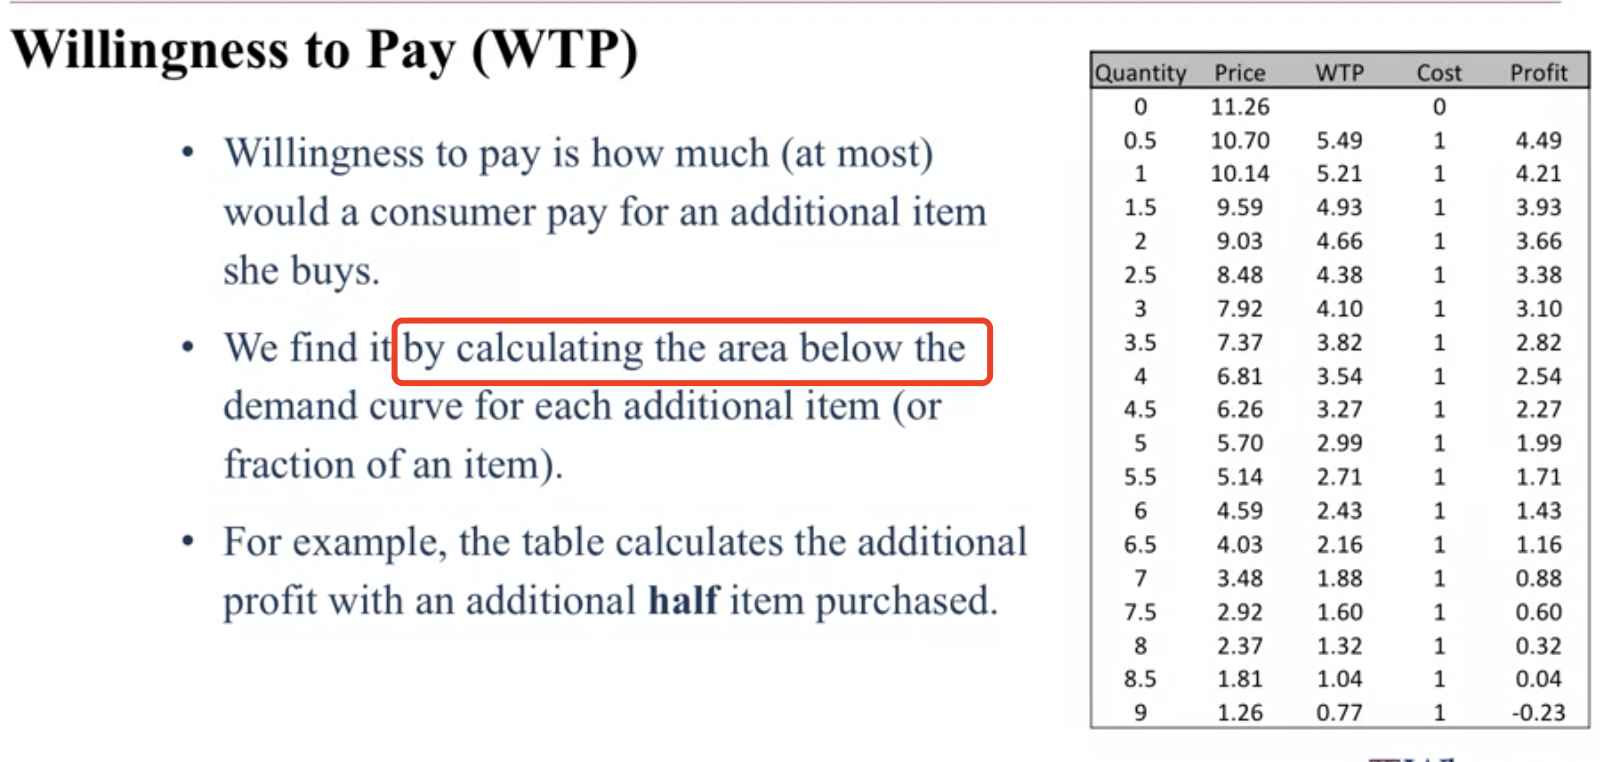 Willingness to Pay (WTP)
• Willingness to pay is how much (at most)
would a consumer pay for an additional item
she buys.
• We find it by calculating the area below the
demand curve for each additional item (or
fraction of an item).
• For example, the table calculates the additional
profit with an additional half item purchased.
Quantity Price WTP Cost Profit
0 11.26 0
0.5 10.70 5.49 1 4.49
1 10.14 5.21 1 4.21
1.5 9.59 4.93 1 3.93
2 9.03 4.66 1 3.66
2.5 8.48 4.38 1 3.38
3 7.92 4.10 1 3.10
3.5 7.37 3.82 1 2.82
4 6.81 3.54 1 2.54
4.5 6.26 3.27 1 2.27
5 5.70 2.99 1 1.99
5.5 5.14 2.71 1 1.71
6 4.59 2.43 1 1.43
6.5 4.03 2.16 1 1.16
7 3.48 1.88 1 0.88
7.5 2.92 1.60 1 0.60
8 2.37 1.32 1 0.32
8.5 1.81 1.04 1 0.04
9 1.26 0.77 1 -0.23